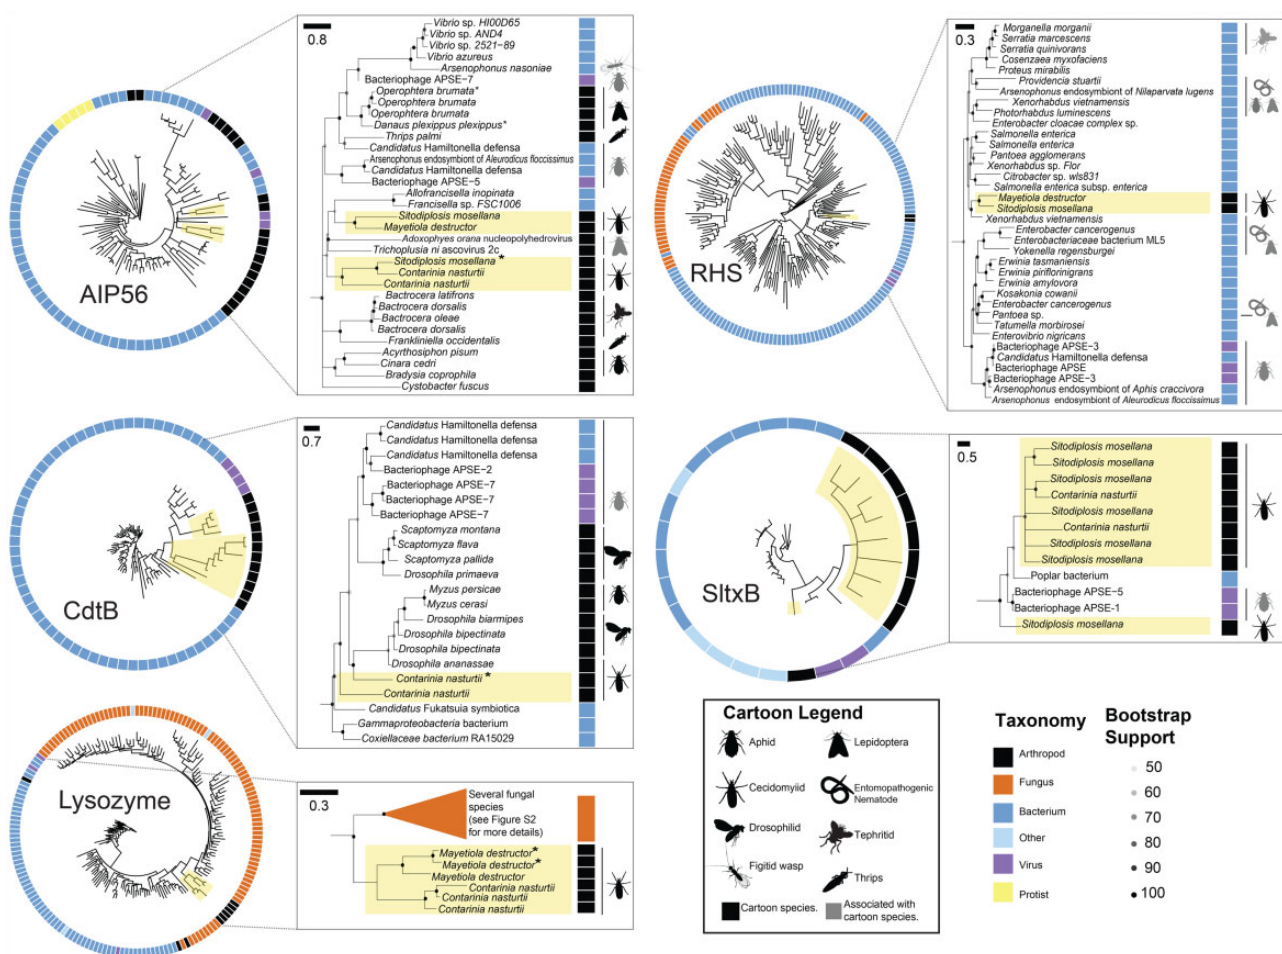 AIP56
0.8
Vibrio sp. HI00D65
Vibrio sp. AND4
Vibrio sp. 2521-89
Vibrio azureus
Arsenophonus nasoniae
Bacteriophage APSE-7
Operophtera brumata*
Operophtera brumata
Operophtera brumata
Danaus plexippus plexippus*
Thrips palmi
Candidatus Hamiltonella defensa
Arsenophonus endosymbiont of Aleurodicus floccissimus
Candidatus Hamiltonella defensa
Bacteriophage APSE-5
Allofrancisella inopinata
Francisella sp. FSC1006
Sitodiplosis mosellana
Mayetiola destructor
Adoxophyes orana nucleopolyhedrovirus
Trichoplusia ni ascovirus 2c
Sitodiplosis mosellana*
Contarinia nasturtii
Contarinia nasturtii
Bactrocera latifrons
Bactrocera dorsalis
Bactrocera oleae
Bactrocera dorsalis
Frankliniella occidentalis
Acyrthosiphon pisum
Cinara cedri
Bradysia coprophila
Cystobacter fuscus
RHS
0.3
Morganella morganii
Serratia marcescens
Serratia quinivorans
Cosenzaea myxofaciens
Proteus mirabilis
Providencia stuartii
Arsenophonus endosymbiont of Nilaparvata lugens
Xenorhabdus vietnamensis
Photorhabdus luminescens
Enterobacter cloacae complex sp.
Salmonella enterica
Salmonella enterica
Pantoea agglomerans
Xenorhabdus sp. Flor
Citrobacter sp. wls831
Salmonella enterica subsp. enterica
Mayetiola destructor
Sitodiplosis mosellana
Xenorhabdus vietnamensis
Enterobacter cancerogenus
Enterobacteriaceae bacterium ML5
Yokenella regensburgei
Erwinia tasmaniensis
Erwinia piriflorinigrans
Erwinia amylovora
Kosakonia cowanii
Enterobacter cancerogenus
Pantoea sp.
Tatumella morbirosei
Enterovibrio nigricans
Bacteriophage APSE-3
Candidatus Hamiltonella defensa
Bacteriophage APSE
Bacteriophage APSE-3
Arsenophonus endosymbiont of Aphis craccivora
Arsenophonus endosymbiont of Aleurodicus floccissimus
CdtB
0.7
Candidatus Hamiltonella defensa
Candidatus Hamiltonella defensa
Candidatus Hamiltonella defensa
Bacteriophage APSE-2
Bacteriophage APSE-7
Bacteriophage APSE-7
Bacteriophage APSE-7
Scaptomyza montana
Scaptomyza flava
Scaptomyza pallida
Drosophila primaeva
Myzus persicae
Myzus cerasi
Drosophila biarmipes
Drosophila bipectinata
Drosophila bipectinata
Drosophila ananassae
Contarinia nasturtii*
Contarinia nasturtii
Candidatus Fukatsuia symbiotica
Gammaproteobacteria bacterium
Coxiellaceae bacterium RA15029
SltxB
0.5
Sitodiplosis mosellana
Sitodiplosis mosellana
Sitodiplosis mosellana
Contarinia nasturtii
Sitodiplosis mosellana
Contarinia nasturtii
Sitodiplosis mosellana
Sitodiplosis mosellana
Poplar bacterium
Bacteriophage APSE-5
Bacteriophage APSE-1
Sitodiplosis mosellana
Lysozyme
0.3
Several fungal
species
(see Figure S2
for more details)
Mayetiola destructor*
Mayetiola destructor*
Mayetiola destructor
Contarinia nasturtii
Contarinia nasturtii
Contarinia nasturtii
Cartoon Legend
Aphid
Lepidoptera
Cecidomyiid
Entomopathogenic
Nematode
Drosophilid
Tephritid
Figitid wasp
Thrips
Cartoon species.
Associated with
cartoon species.
Taxonomy
Arthropod
Fungus
Bacterium
Other
Virus
Protist
Bootstrap
Support
50
60
70
80
90
100